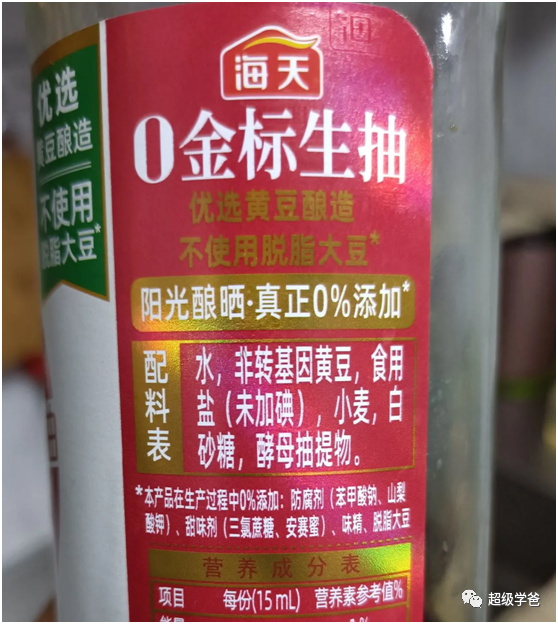 海天
0金标生抽
优选黄豆酿造
不使用脱脂大豆*
阳光酿晒·真正0%添加*
优选
黄豆酿造
不使用
脱脂大豆*
配料表
水，非转基因黄豆，食用
盐（未加碘），小麦，白
砂糖，酵母抽提物。
*本产品在生产过程中0%添加：防腐剂（苯甲酸钠、山梨
酸钾）、甜味剂（三氯蔗糖、安赛蜜）、味精、脱脂大豆
营养成分表
项目 每份(15mL) 营养素参考值%
超级学爸